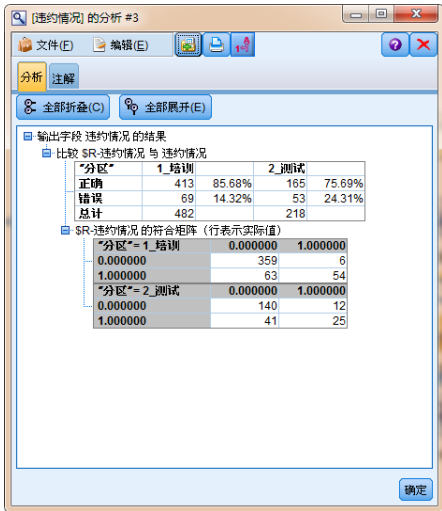 [违约情况] 的分析 #3
文件(F) 编辑(E)
分析 注解
全部折叠(C) 全部展开(E)
输出字段 违约情况 的结果
比较 $R-违约情况 与 违约情况
"分区" 1_培训 2_测试
正确 413 85.68% 165 75.69%
错误 69 14.32% 53 24.31%
总计 482 218
$R-违约情况 的符合矩阵（行表示实际值）
"分区"= 1_培训 0.000000 1.000000
0.000000 359 6
1.000000 63 54
"分区"= 2_测试 0.000000 1.000000
0.000000 140 12
1.000000 41 25
确定